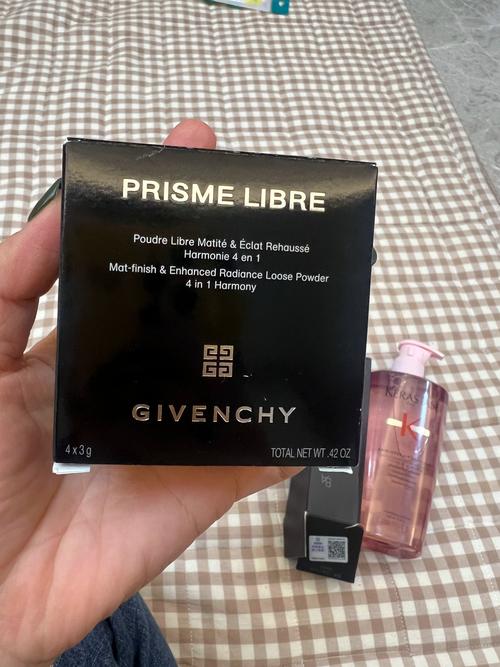 PRISME LIBRE
Poudre Libre Matité & Éclat Rehaussé
Harmonie 4 en 1
Mat-finish & Enhanced Radiance Loose Powder
4 in 1 Harmony
GIVENCHY
4 x 3 g
TOTAL NET WT .42 OZ
K